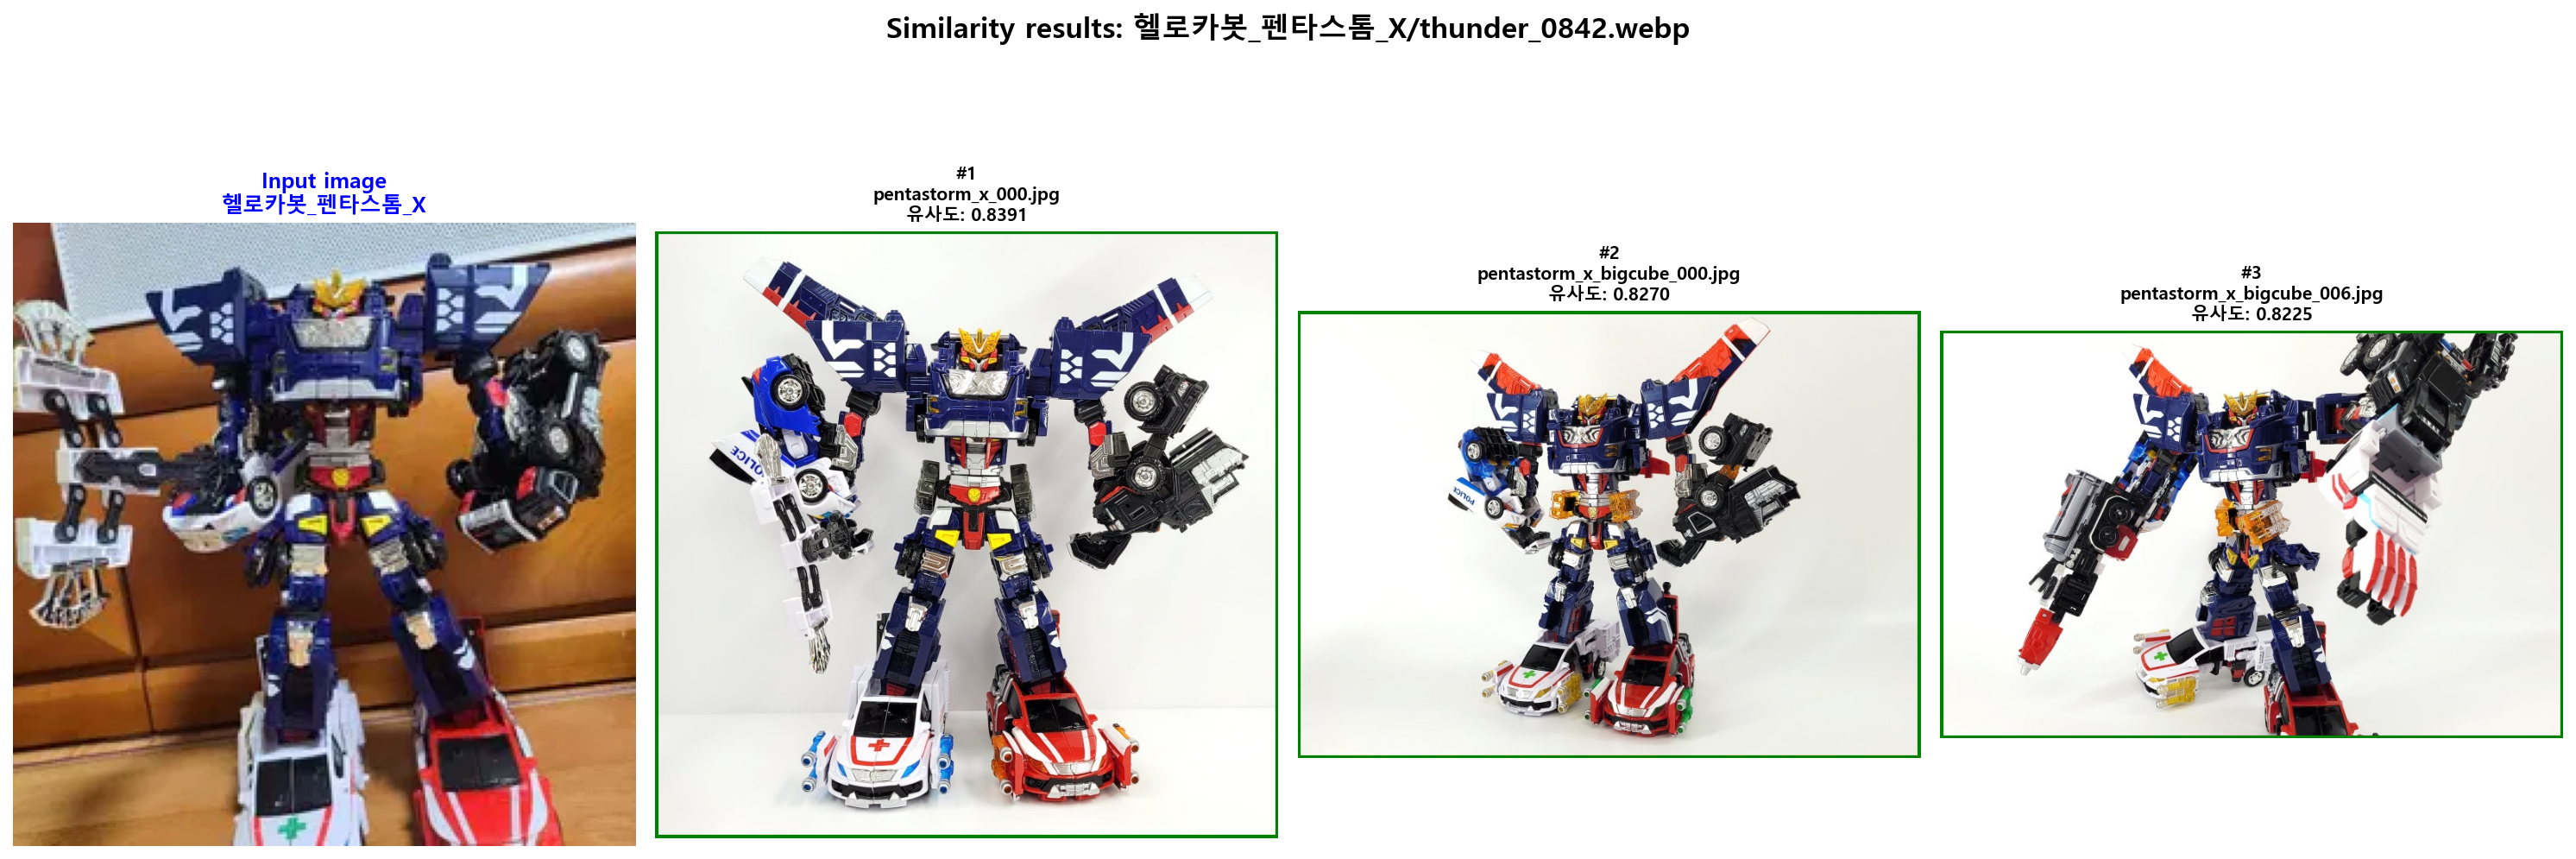 Similarity results: 헬로카봇_펜타스톰_X/thunder_0842.webp
Input image
헬로카봇_펜타스톰_X
#1
pentastorm_x_000.jpg
유사도: 0.8391
#2
pentastorm_x_bigcube_000.jpg
유사도: 0.8270
#3
pentastorm_x_bigcube_006.jpg
유사도: 0.8225
POLICE
POLICE